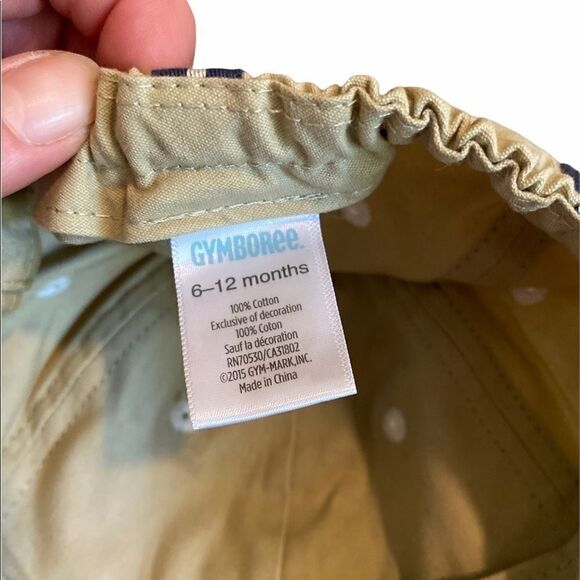 GYMBORee.
6–12 months
100% Cotton
Exclusive of decoration
100% Coton
Sauf la décoration
RN70530/CA31802
©2015 GYM-MARK,INC.
Made in China